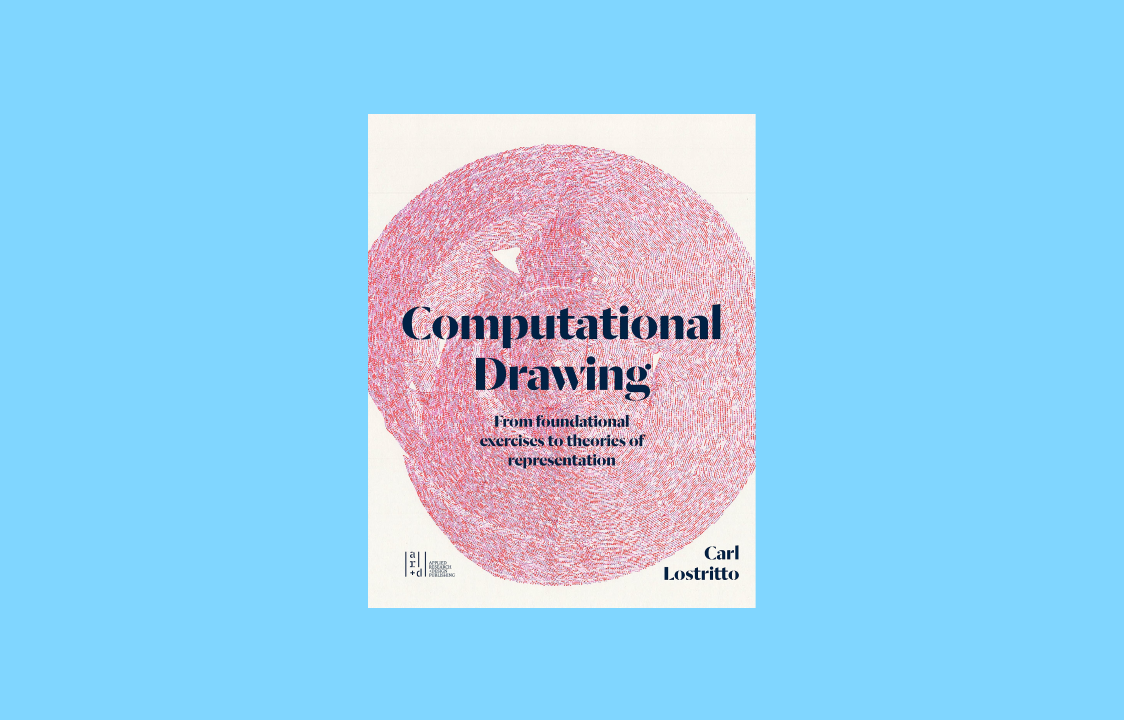 Computational
Drawing
From foundational
exercises to theories of
representation
Carl
Lostritto
a
r
+d
APPLIED
RESEARCH
+DESIGN
PUBLISHING